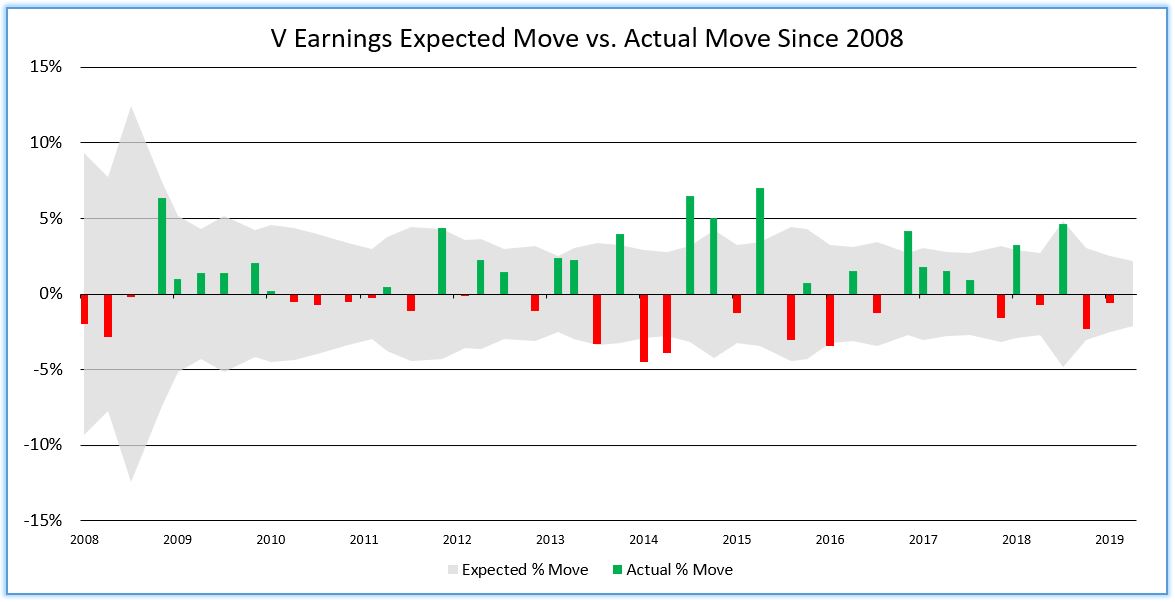 V Earnings Expected Move vs. Actual Move Since 2008
15%
10%
5%
0%
-5%
-10%
-15%
2008 2009 2010 2011 2012 2013 2014 2015 2016 2017 2018 2019
Expected % Move Actual % Move